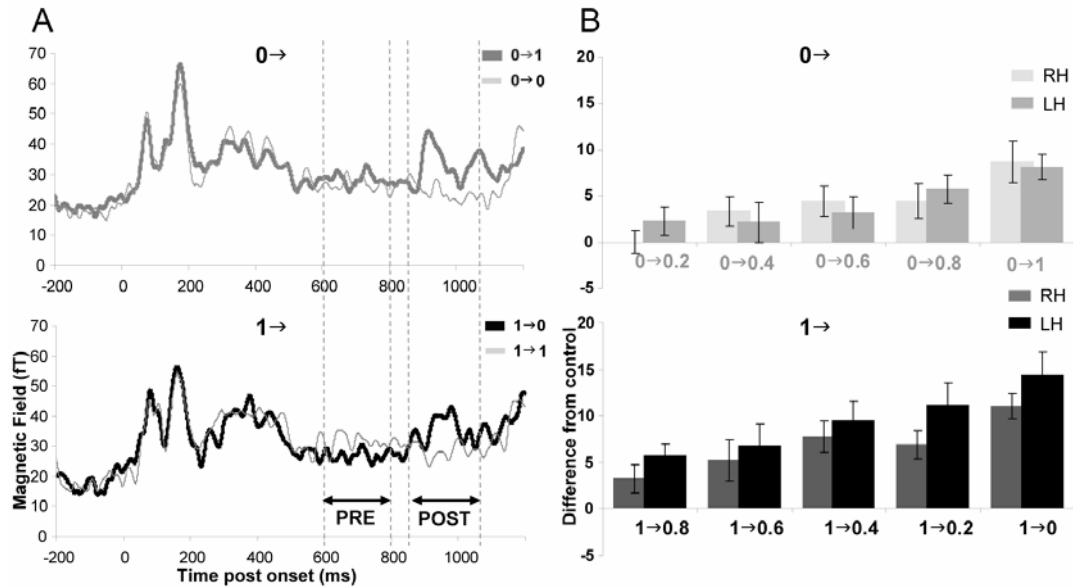 A
0→
0→1
0→0
70
60
50
40
30
20
10
0
-200 0 200 400 600 800 1000
1→
1→0
1→1
Magnetic Field (fT)
70
60
50
40
30
20
10
0
PRE
POST
-200 0 200 400 600 800 1000
Time post onset (ms)
B
0→
RH
LH
20
15
10
5
0
-5
0→0.2 0→0.4 0→0.6 0→0.8 0→1
1→
RH
LH
Difference from control
20
15
10
5
0
-5
1→0.8 1→0.6 1→0.4 1→0.2 1→0